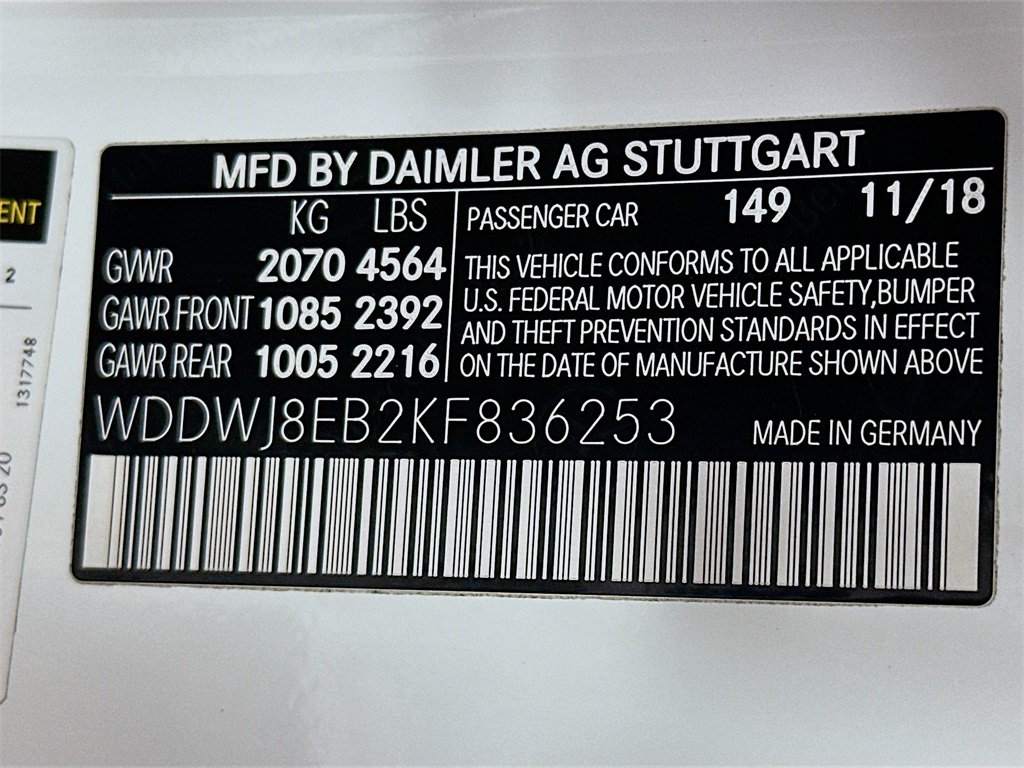 MFD BY DAIMLER AG STUTTGART
KG LBS
GVWR 2070 4564
GAWR FRONT 1085 2392
GAWR REAR 1005 2216
PASSENGER CAR 149 11/18
THIS VEHICLE CONFORMS TO ALL APPLICABLE
U.S. FEDERAL MOTOR VEHICLE SAFETY,BUMPER
AND THEFT PREVENTION STANDARDS IN EFFECT
ON THE DATE OF MANUFACTURE SHOWN ABOVE
WDDWJ8EB2KF836253
MADE IN GERMANY
ENT
2
1317748